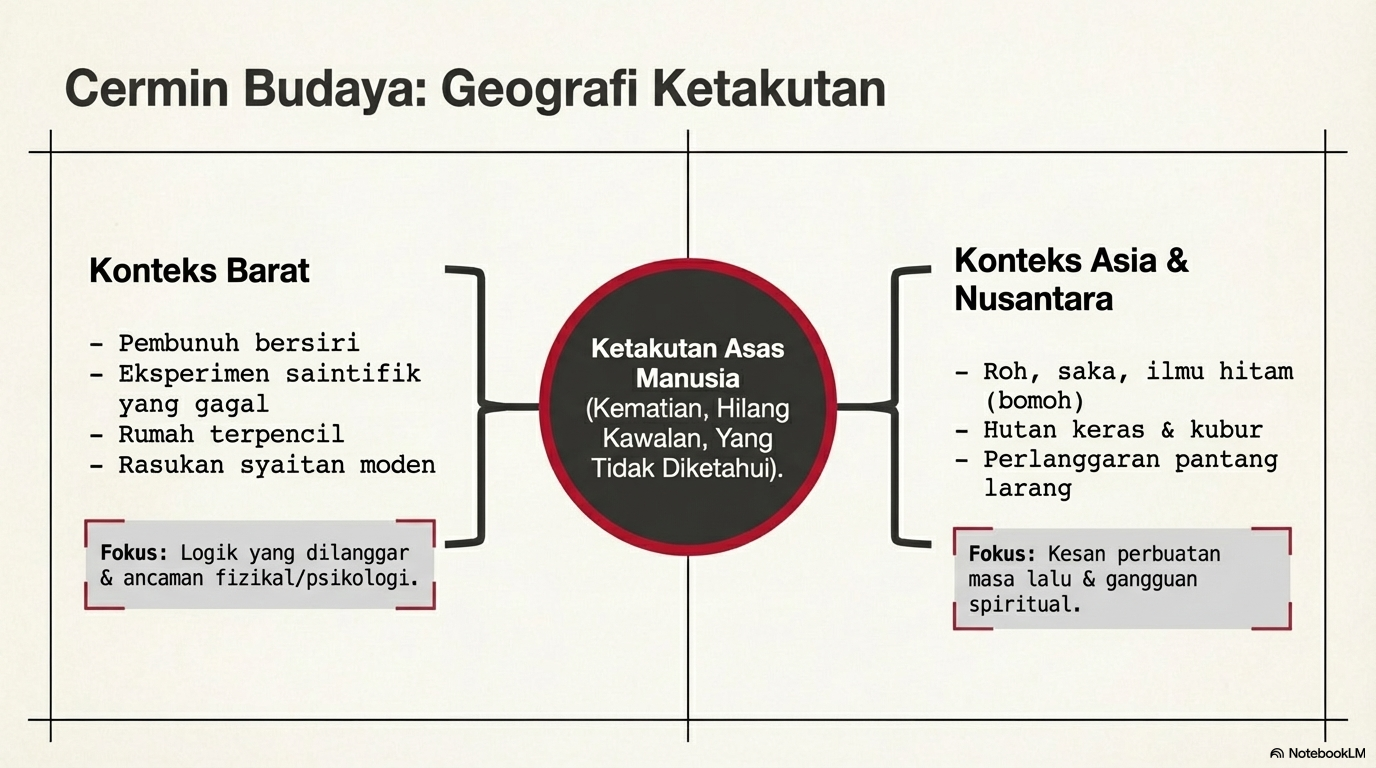 Cermin Budaya: Geografi Ketakutan
Konteks Barat
– Pembunuh bersiri
– Eksperimen saintifik
yang gagal
– Rumah terpencil
– Rasukan syaitan moden
Fokus: Logik yang dilanggar
& ancaman fizikal/psikologi.
Ketakutan Asas
Manusia
(Kematian, Hilang
Kawalan, Yang
Tidak Diketahui).
Konteks Asia &
Nusantara
– Roh, saka, ilmu hitam
(bomoh)
– Hutan keras & kubur
– Perlanggaran pantang
larang
Fokus: Kesan perbuatan
masa lalu & gangguan
spiritual.
NotebookLM